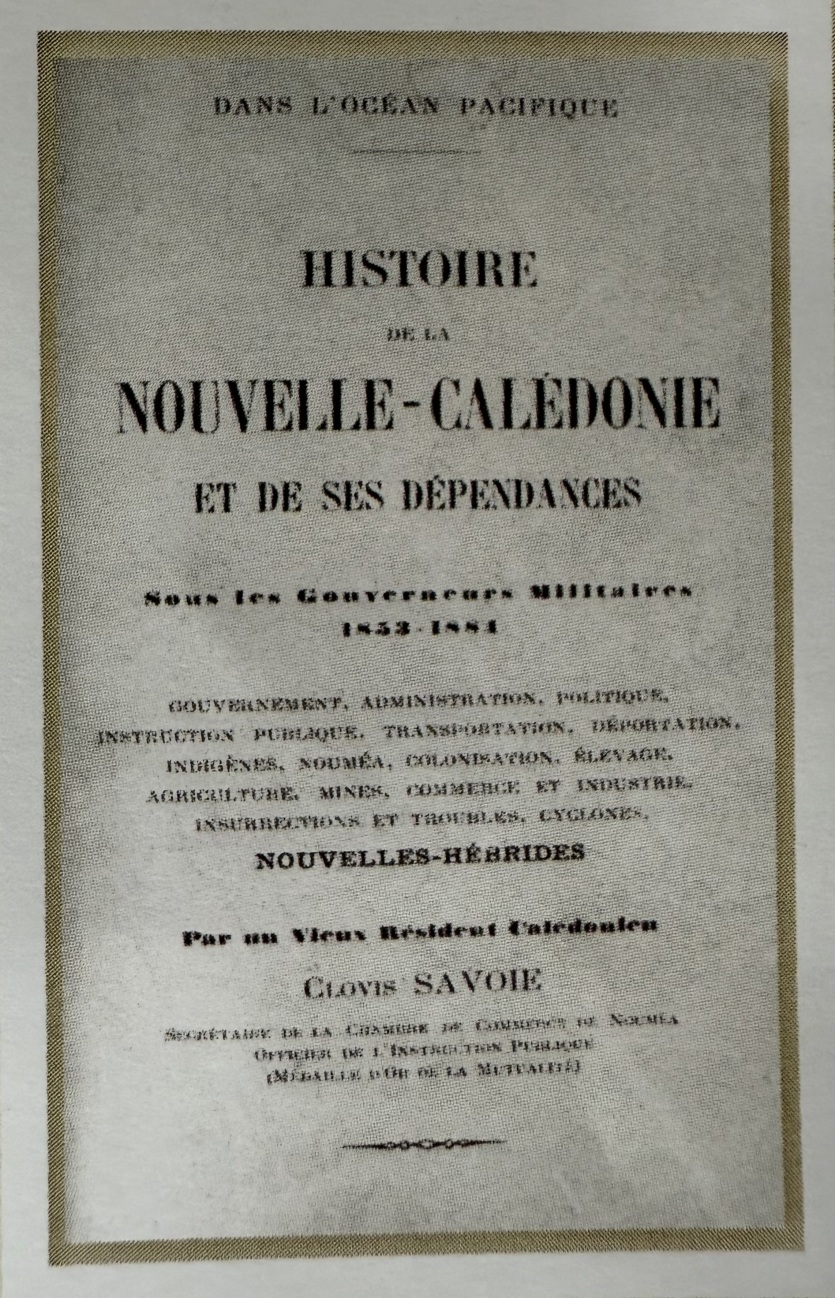 DANS L'OCÉAN PACIFIQUE
HISTOIRE
DE LA
NOUVELLE-CALÉDONIE
ET DE SES DÉPENDANCES
Sous les Gouverneurs Militaires
1853-1884
GOUVERNEMENT, ADMINISTRATION, POLITIQUE,
INSTRUCTION PUBLIQUE, TRANSPORTATION, DÉPORTATION,
INDIGÈNES, NOUMÉA, COLONISATION, ÉLEVAGE,
AGRICULTURE, MINES, COMMERCE ET INDUSTRIE,
INSURRECTIONS ET TROUBLES, CYCLONES,
NOUVELLES-HÉBRIDES
Par un Vieux Résident Calédonien
CLOVIS SAVOIE
SECRÉTAIRE DE LA CHAMBRE DE COMMERCE DE NOUMÉA
OFFICIER DE L'INSTRUCTION PUBLIQUE
(MÉDAILLE D'OR DE LA MUTUALITÉ)